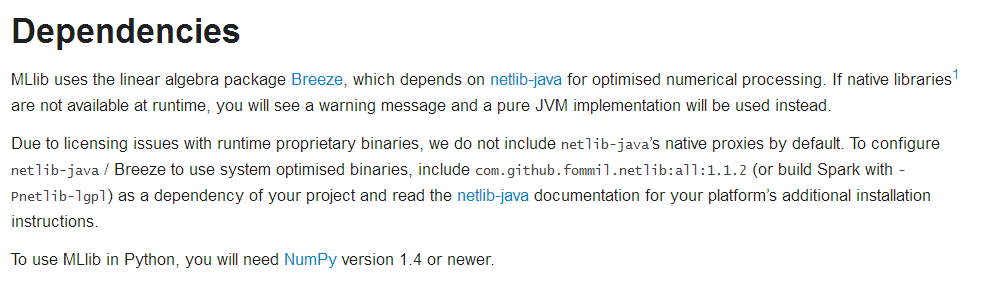 Dependencies
MLlib uses the linear algebra package Breeze, which depends on netlib-java for optimised numerical processing. If native libraries1
are not available at runtime, you will see a warning message and a pure JVM implementation will be used instead.
Due to licensing issues with runtime proprietary binaries, we do not include netlib-java's native proxies by default. To configure
netlib-java / Breeze to use system optimised binaries, include com.github.fommil.netlib:all:1.1.2 (or build Spark with -
Pnetlib-lgpl) as a dependency of your project and read the netlib-java documentation for your platform's additional installation
instructions.
To use MLlib in Python, you will need NumPy version 1.4 or newer.